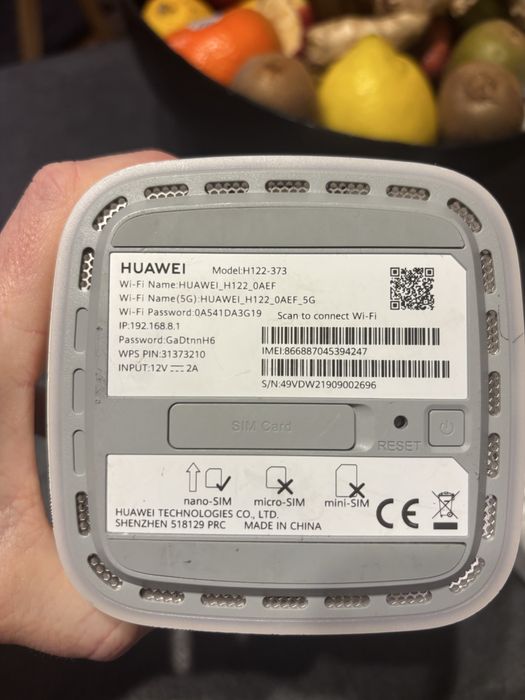 HUAWEI Model:H122-373
Wi-Fi Name:HUAWEI_H122_0AEF
Wi-Fi Name(5G):HUAWEI_H122_0AEF_5G
Wi-Fi Password:0A541DA3G19 Scan to connect Wi-Fi
IP:192.168.8.1
Password:GaDtnnH6
IMEI:866887045394247
WPS PIN:31373210
INPUT:12V ⎓ 2A
S/N:49VDW21909002696
SIM Card
RESET
nano-SIM micro-SIM mini-SIM
HUAWEI TECHNOLOGIES CO., LTD.
SHENZHEN 518129 PRC MADE IN CHINA
CE